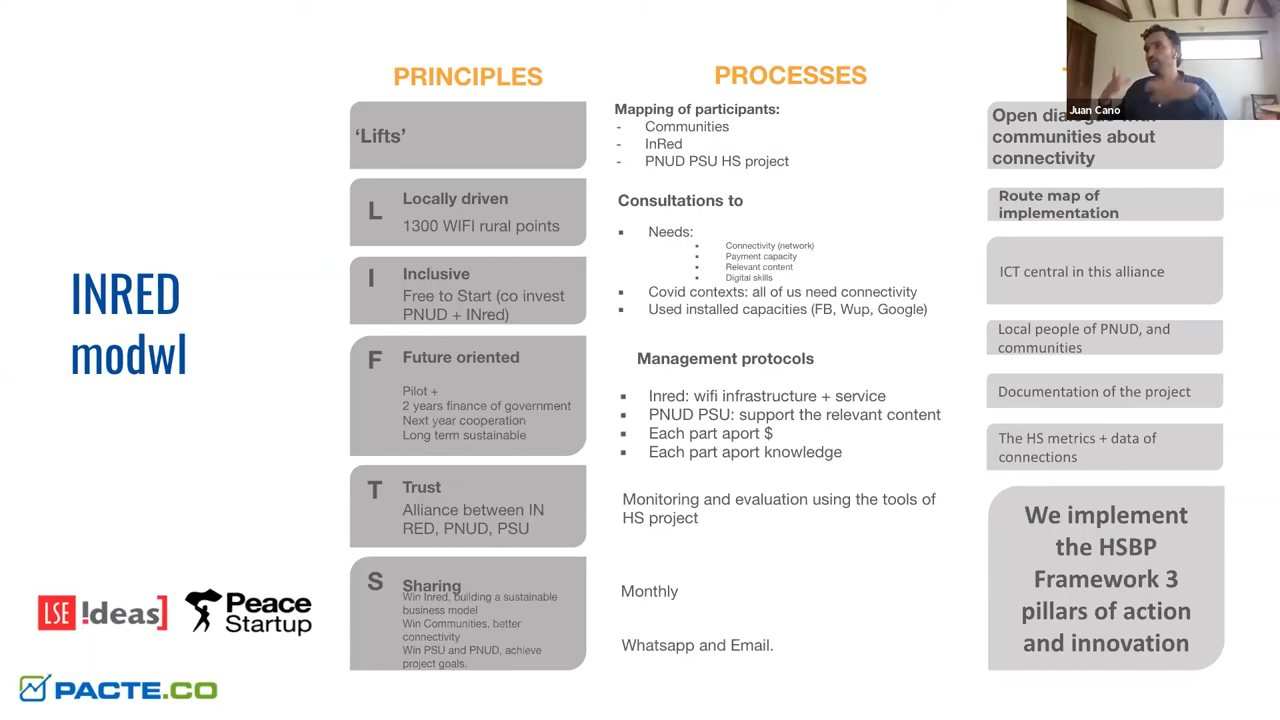 INRED
modwl
PRINCIPLES
'Lifts'
L
Locally driven
1300 WIFI rural points
I
Inclusive
Free to Start (co invest
PNUD + INred)
F
Future oriented
Pilot +
2 years finance of government
Next year cooperation
Long term sustainable
T
Trust
Alliance between IN
RED, PNUD, PSU
S
Sharing
Win Inred, building a sustainable
business model
Win Communities, better
connectivity
Win PSU and PNUD, achieve
project goals.
PROCESSES
Mapping of participants:
- Communities
- InRed
- PNUD PSU HS project
Consultations to
▪ Needs:
▪ Connectivity (network)
▪ Payment capacity
▪ Relevant content
▪ Digital skills
▪ Covid contexts: all of us need connectivity
▪ Used installed capacities (FB, Wup, Google)
Management protocols
▪ Inred: wifi infrastructure + service
▪ PNUD PSU: support the relevant content
▪ Each part aport $
▪ Each part aport knowledge
Monitoring and evaluation using the tools of
HS project
Monthly
Whatsapp and Email.
Juan Cano
Open dialogue with
communities about
connectivity
Route map of
implementation
ICT central in this alliance
Local people of PNUD, and
communities
Documentation of the project
The HS metrics + data of
connections
We implement
the HSBP
Framework 3
pillars of action
and innovation
LSE !deas]
Peace
Startup
PACTE.CO